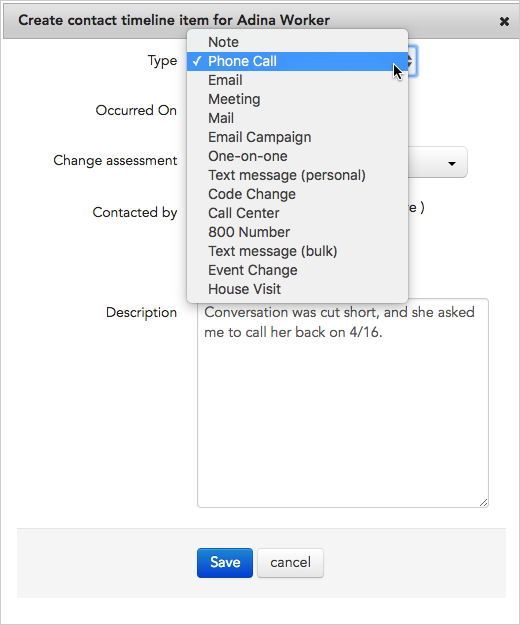 Create contact timeline item for Adina Worker
Type
Note
✓ Phone Call
Email
Meeting
Mail
Email Campaign
One-on-one
Text message (personal)
Code Change
Call Center
800 Number
Text message (bulk)
Event Change
House Visit
Occurred On
Change assessment
Contacted by
)
Description
Conversation was cut short, and she asked
me to call her back on 4/16.
Save
cancel